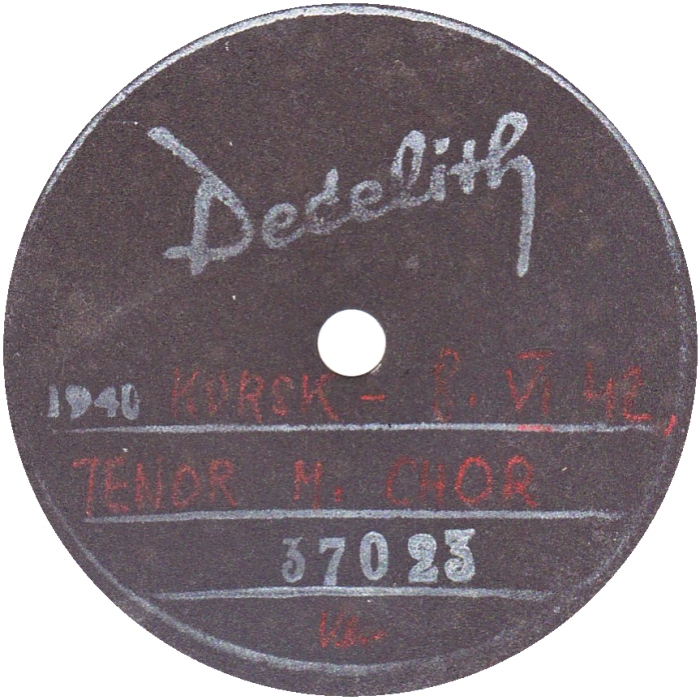 Decelith
1940 KURSK - 8. VI 42,
TENOR M. CHOR
37023